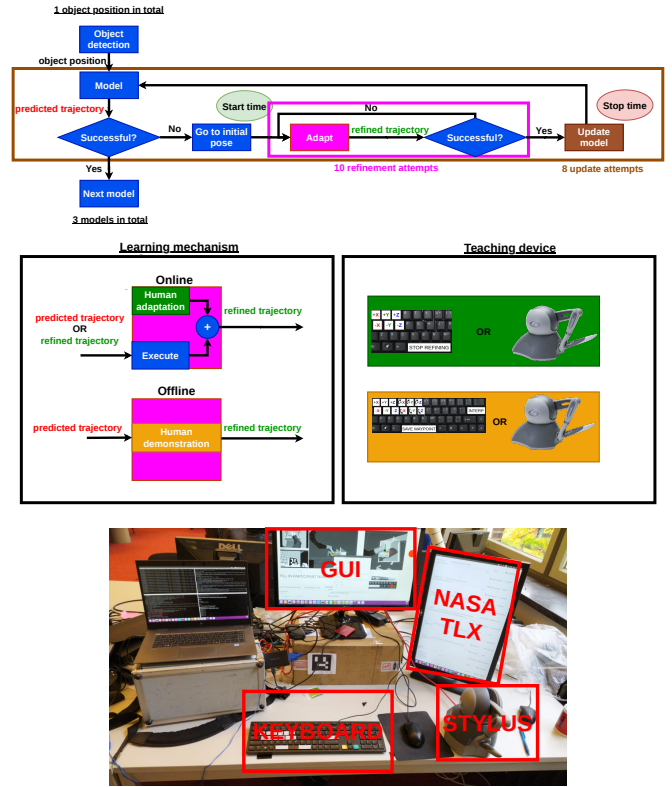 1 object position in total
Object
detection
object position
Model
predicted trajectory
Start time
Stop time
No
Successful?
No
Go to initial
pose
Adapt
refined trajectory
Successful?
Yes
Update
model
Yes
10 refinement attempts
8 update attempts
Next model
3 models in total
Learning mechanism
Teaching device
Online
Human
adaptation
predicted trajectory
OR
refined trajectory
+
refined trajectory
Execute
Offline
predicted trajectory
Human
demonstration
refined trajectory
+X +Y +Z
-X -Y -Z
STOP REFINING
OR
INTERP
SAVE WAYPOINT
OR
DELL
GUI
NASA
TLX
KEYBOARD
STYLUS